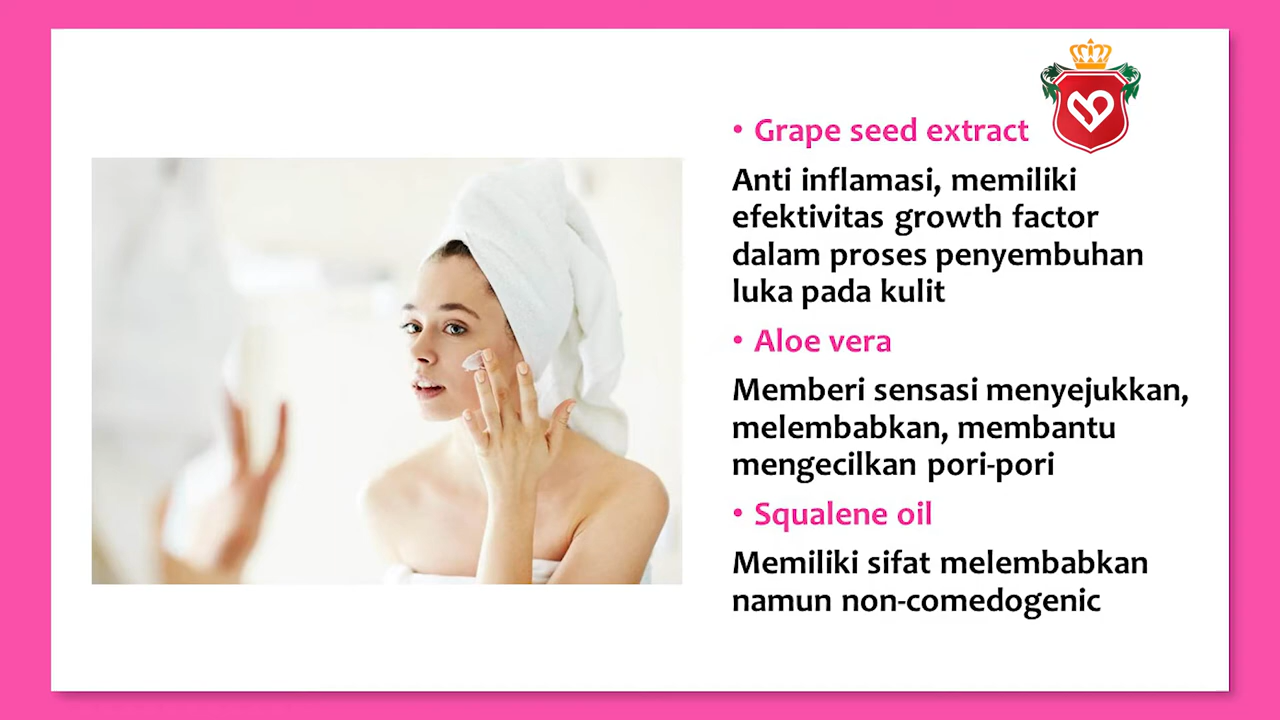 • Grape seed extract
Anti inflamasi, memiliki
efektivitas growth factor
dalam proses penyembuhan
luka pada kulit
• Aloe vera
Memberi sensasi menyejukkan,
melembabkan, membantu
mengecilkan pori-pori
• Squalene oil
Memiliki sifat melembabkan
namun non-comedogenic